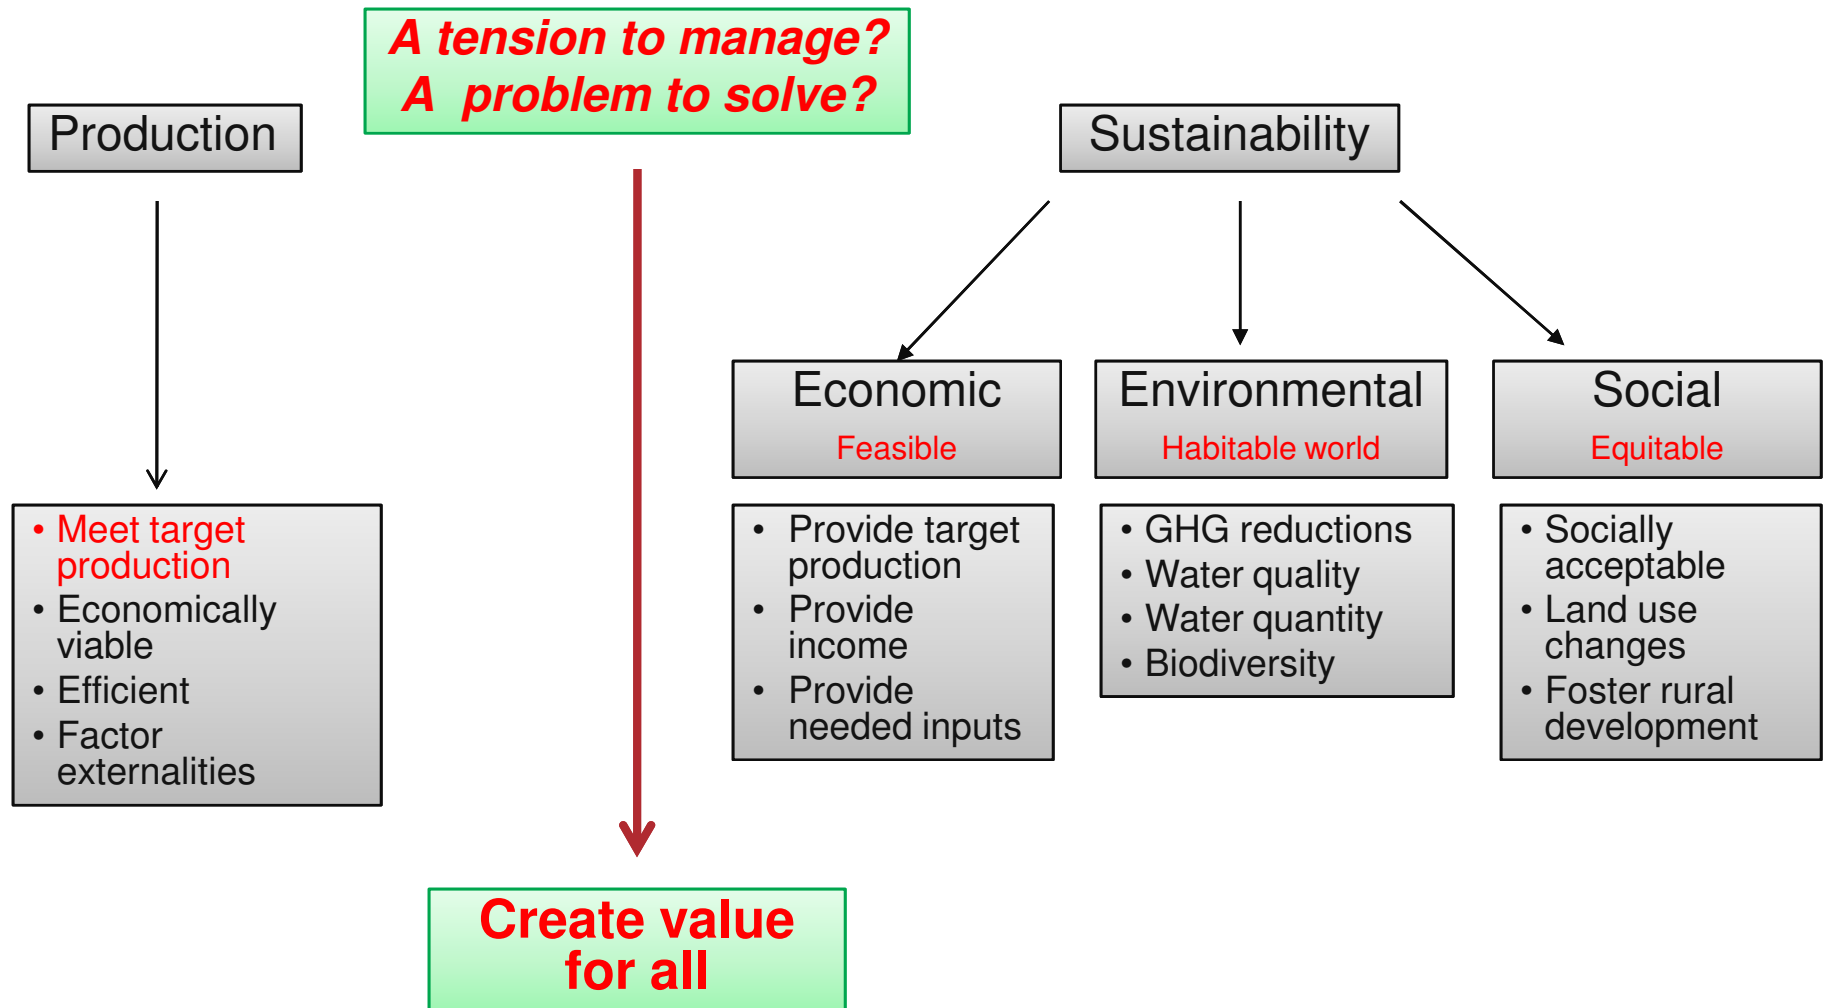 A tension to manage?
A problem to solve?
Production
Sustainability
Economic
Feasible
Environmental
Habitable world
Social
Equitable
• Meet target
production
• Economically
viable
• Efficient
• Factor
externalities
• Provide target
production
• Provide
income
• Provide
needed inputs
• GHG reductions
• Water quality
• Water quantity
• Biodiversity
• Socially
acceptable
• Land use
changes
• Foster rural
development
Create value
for all